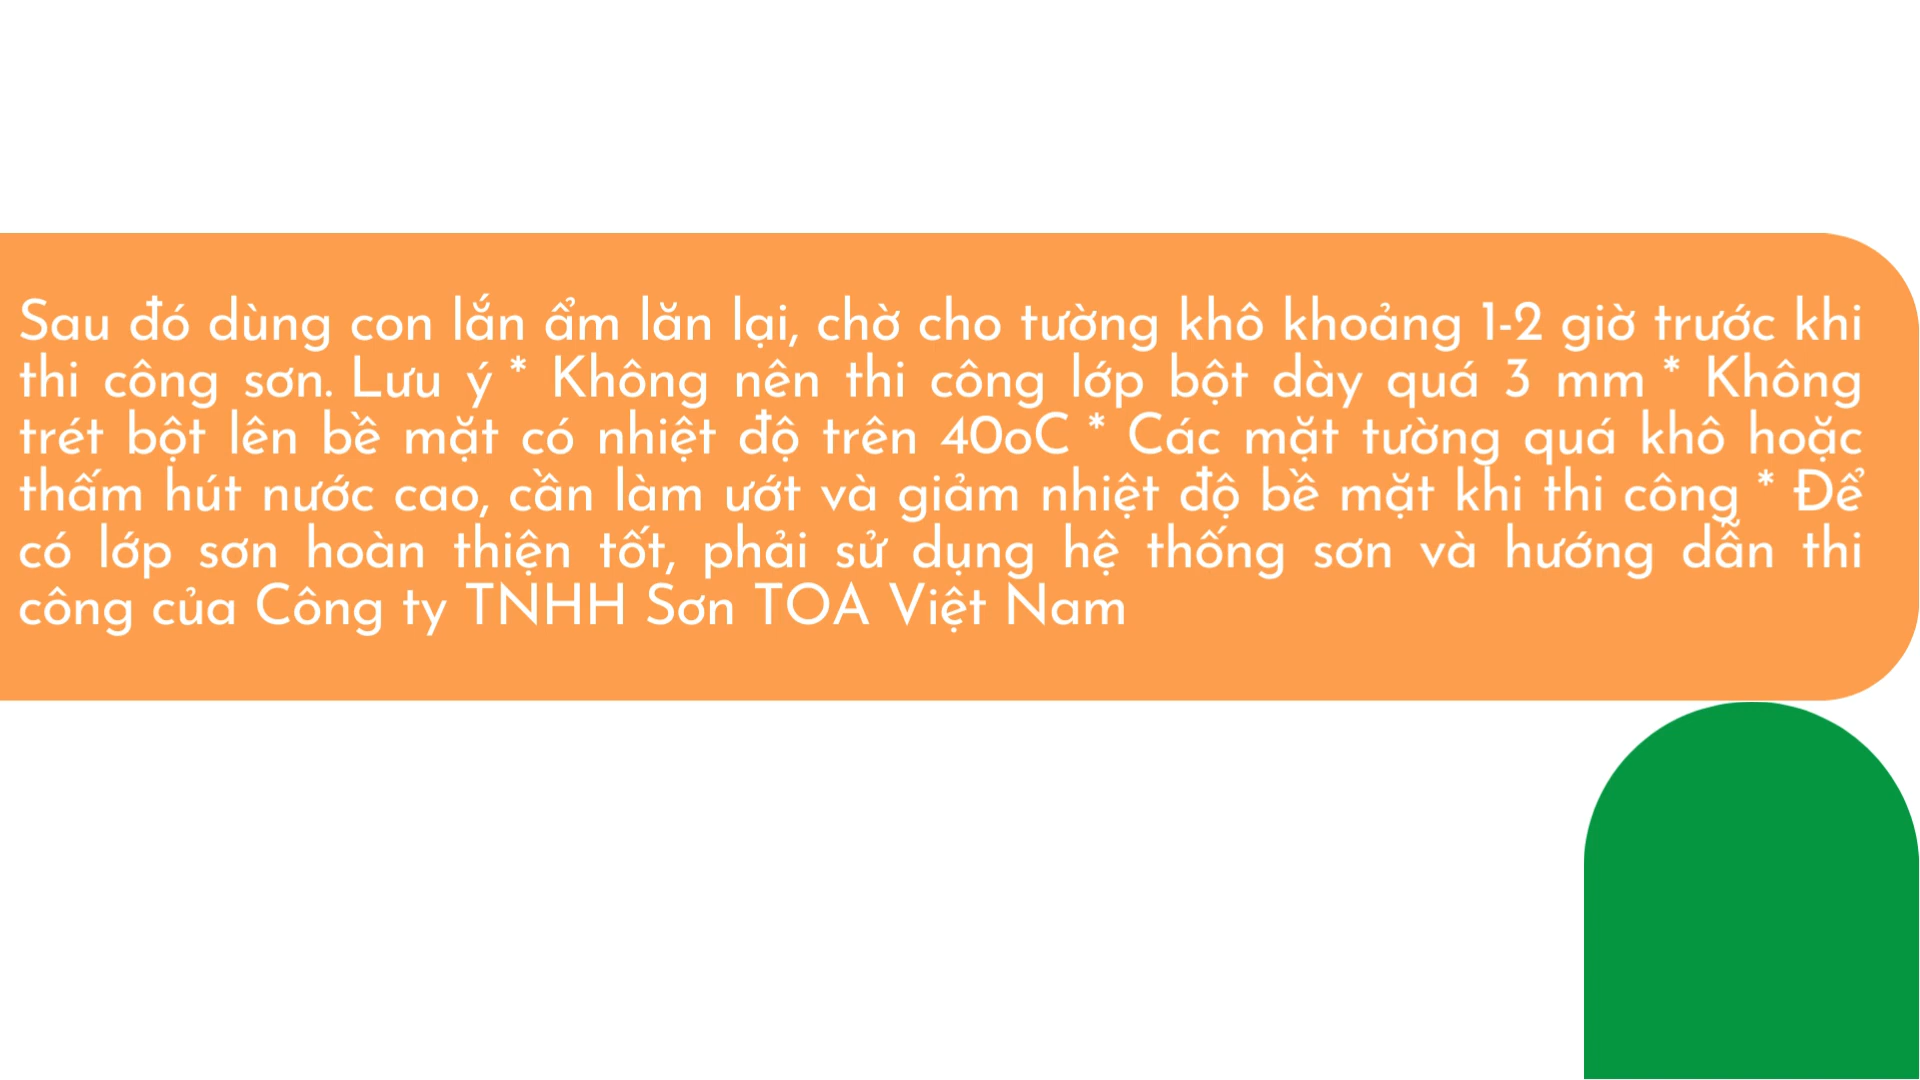 Sau đó dùng con lắn ẩm lăn lại, chờ cho tường khô khoảng 1-2 giờ trước khi
thi công sơn. Lưu ý * Không nên thi công lớp bột dày quá 3 mm * Không
trét bột lên bề mặt có nhiệt độ trên 40oC * Các mặt tường quá khô hoặc
thấm hút nước cao, cần làm ướt và giảm nhiệt độ bề mặt khi thi công * Để
có lớp sơn hoàn thiện tốt, phải sử dụng hệ thống sơn và hướng dẫn thi
công của Công ty TNHH Sơn TOA Việt Nam